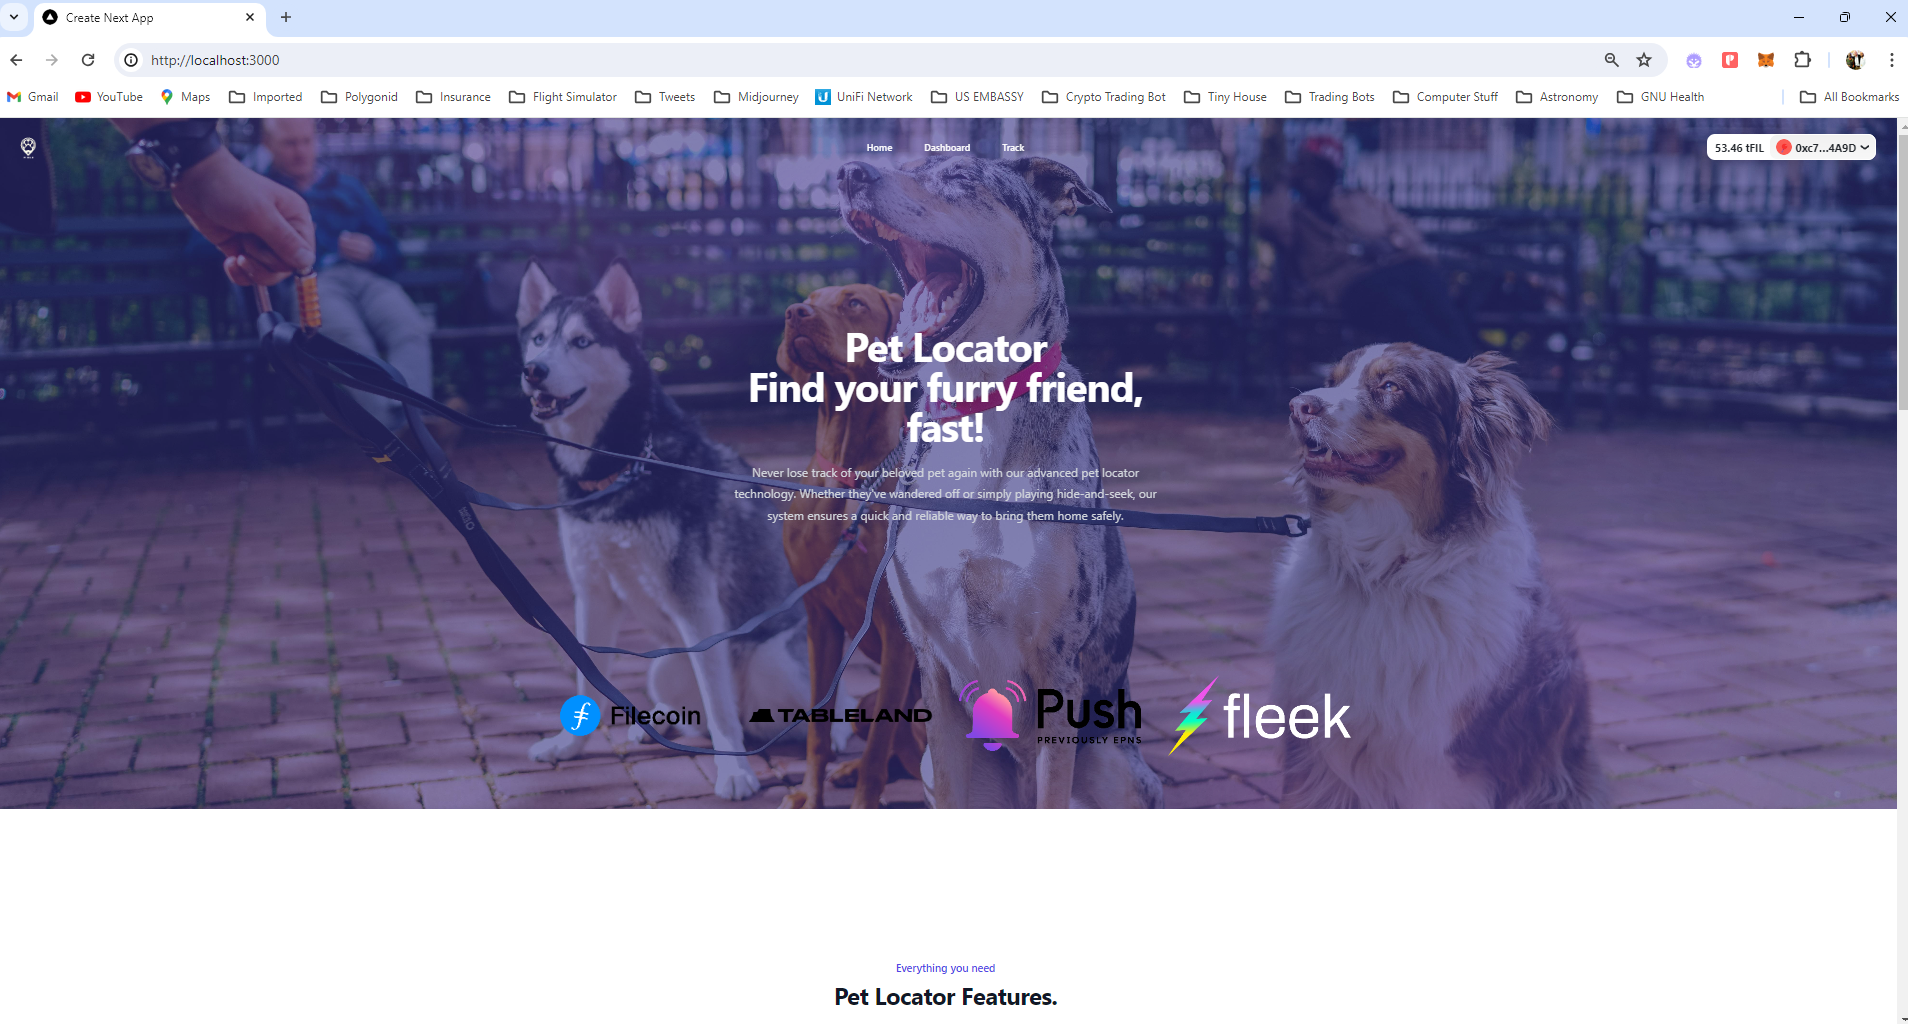 Create Next App
http://localhost:3000
Gmail
YouTube
Maps
Imported
Polygonid
Insurance
Flight Simulator
Tweets
Midjourney
UniFi Network
US EMBASSY
Crypto Trading Bot
Tiny House
Trading Bots
Computer Stuff
Astronomy
GNU Health
All Bookmarks
Home
Dashboard
Track
53.46 tFIL
0xc7...4A9D
Pet Locator
Find your furry friend,
fast!
Never lose track of your beloved pet again with our advanced pet locator
technology. Whether they've wandered off or simply playing hide-and-seek, our
system ensures a quick and reliable way to bring them home safely.
Filecoin
TABLELAND
Push
PREVIOUSLY EPNS
fleek
Everything you need
Pet Locator Features.